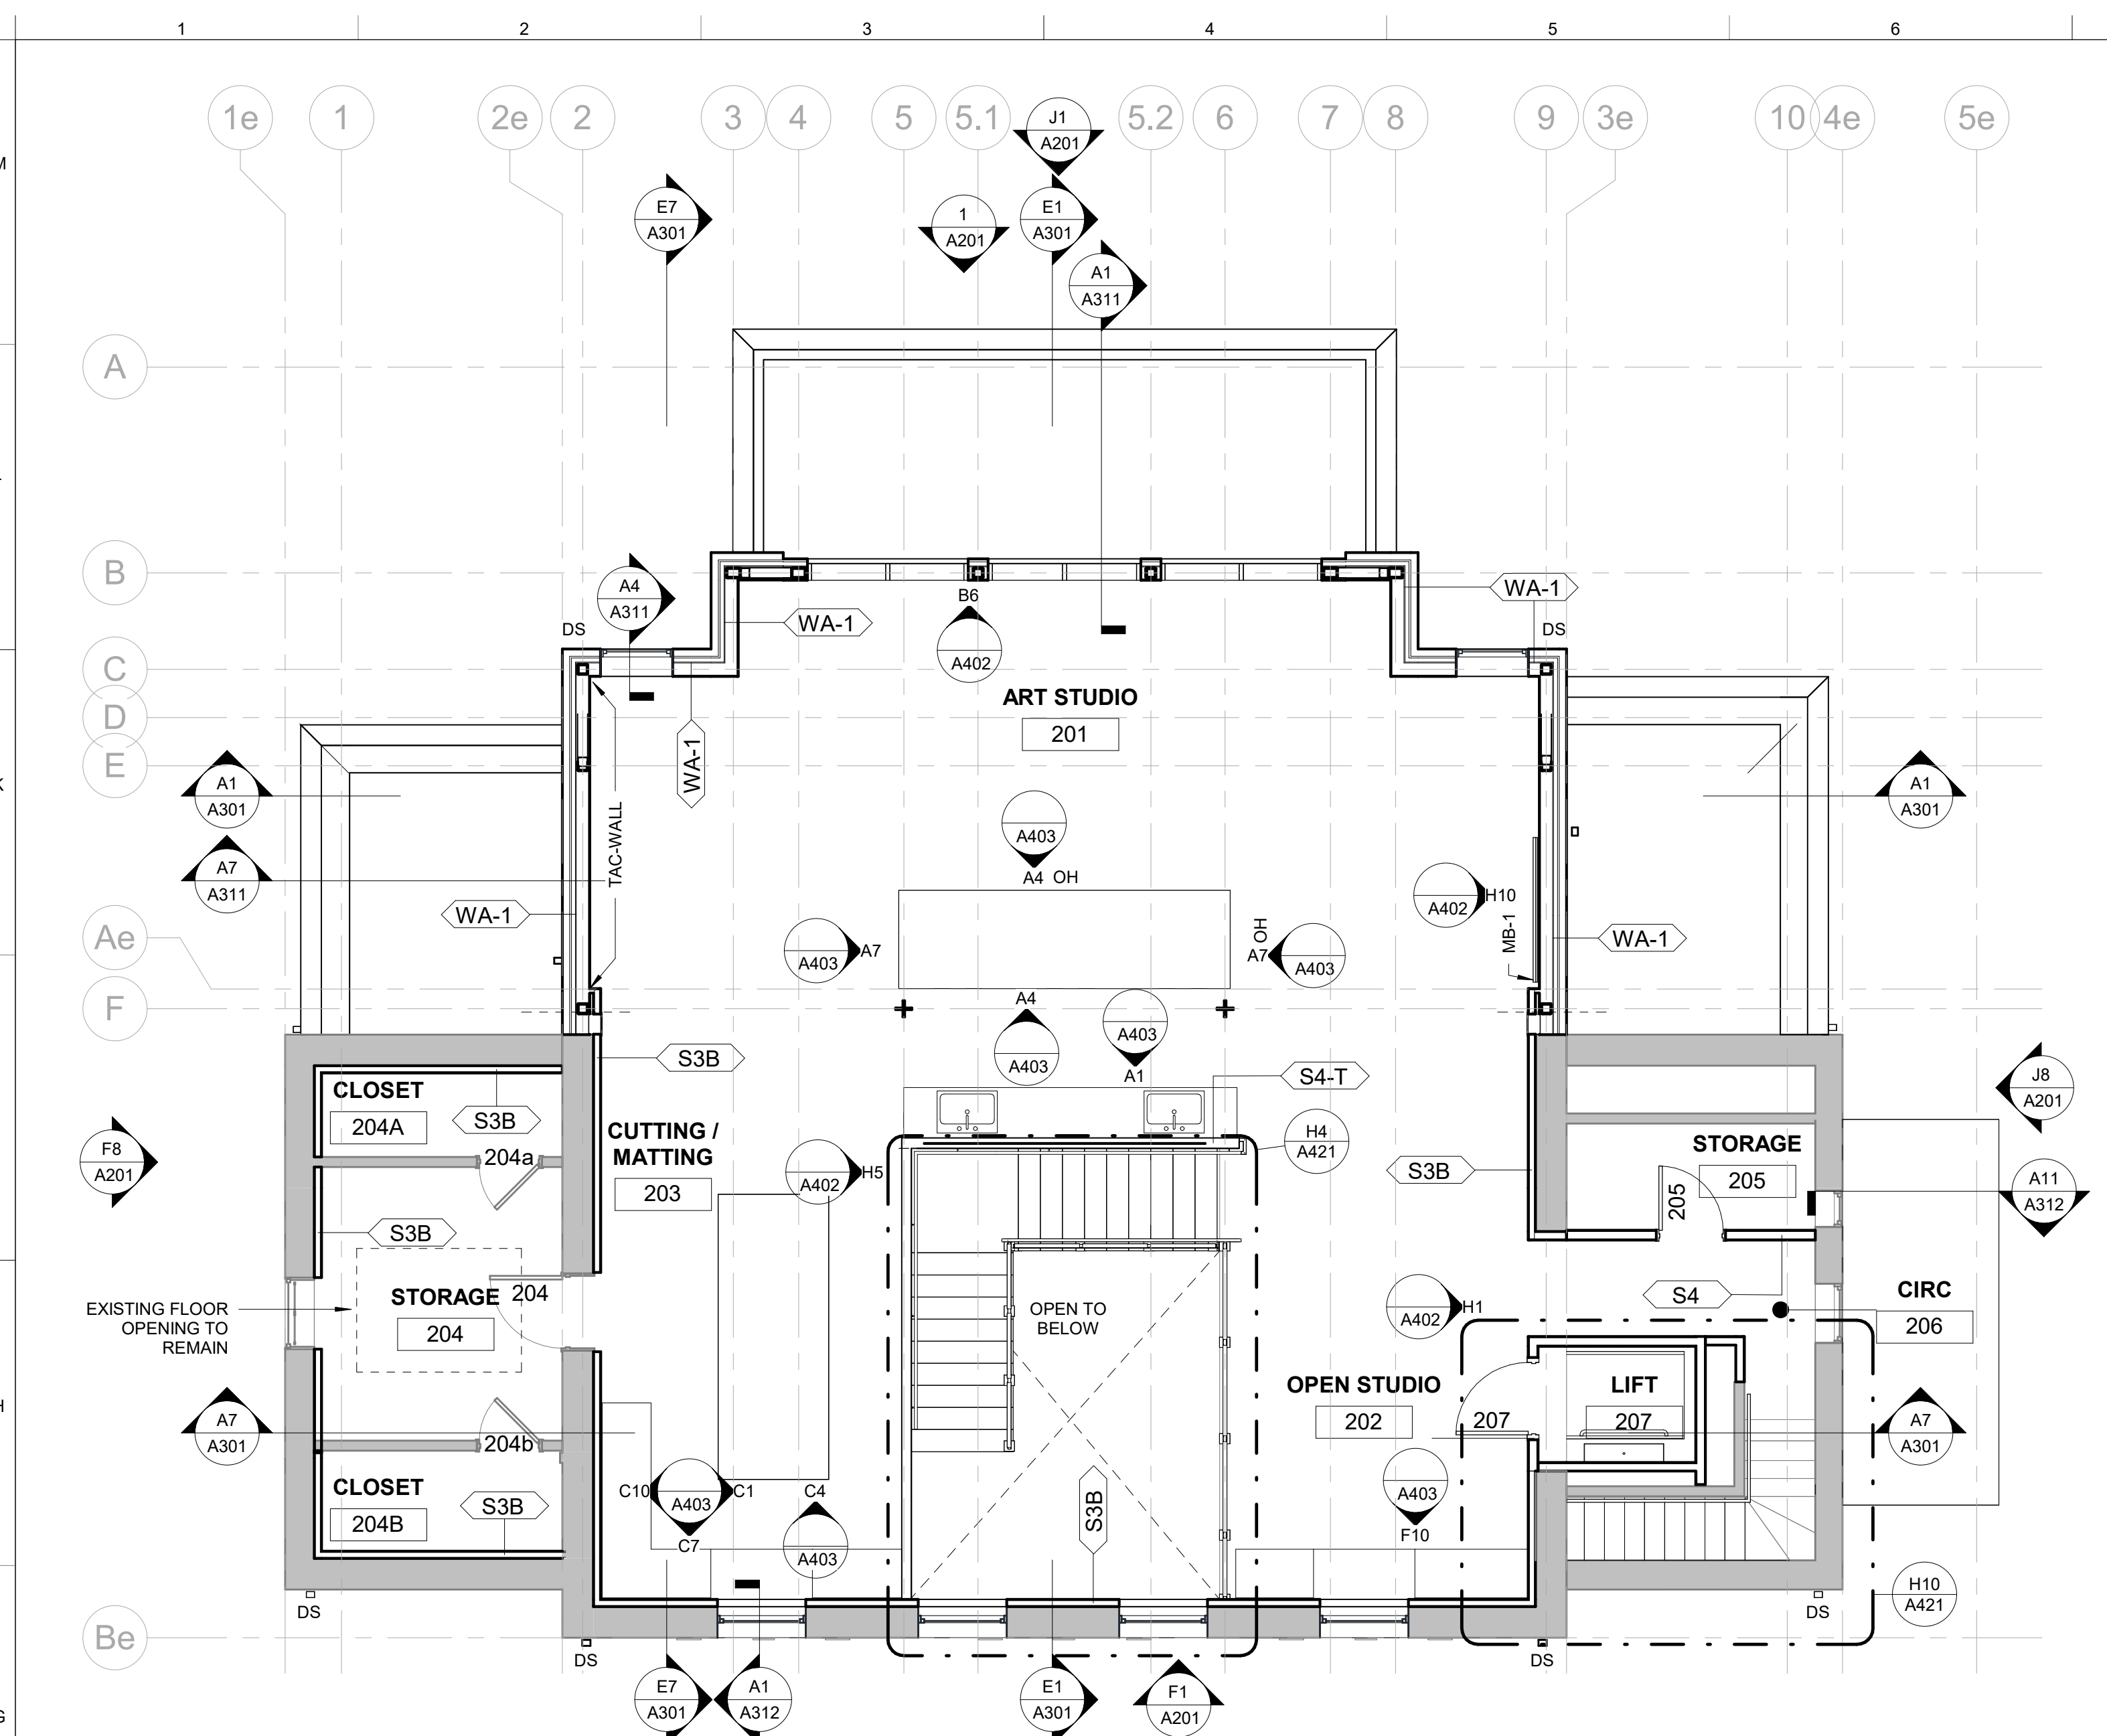 1
2
3
4
5
6
1e
1
2e
2
3
4
5
5.1
J1
A201
5.2
6
7
8
9
3e
10
4e
5e
M
E7
A301
1
A201
E1
A301
A1
A311
A
B
A4
A311
B6
A402
WA-1
WA-1
DS
DS
C
D
E
ART STUDIO
201
WA-1
TAC-WALL
K
A1
A301
A1
A301
A403
A4 OH
A7
A311
A402
H10
WA-1
MB-1
WA-1
Ae
A403
A7
OH
A7
A403
F
A4
A403
A403
A1
S3B
S4-T
CLOSET
204A
S3B
J8
A201
F8
A201
204a
CUTTING /
MATTING
203
A402
H5
H4
A421
S3B
STORAGE
205
205
A11
A312
S3B
STORAGE
204
204
EXISTING FLOOR
OPENING TO
REMAIN
OPEN TO
BELOW
A402
H1
S4
CIRC
206
H
A7
A301
204b
OPEN STUDIO
202
207
LIFT
207
A7
A301
CLOSET
204B
S3B
C10
A403
C1
C7
C4
A403
S3B
A403
F10
DS
DS
H10
A421
Be
DS
DS
G
E7
A301
A1
A312
E1
A301
F1
A201